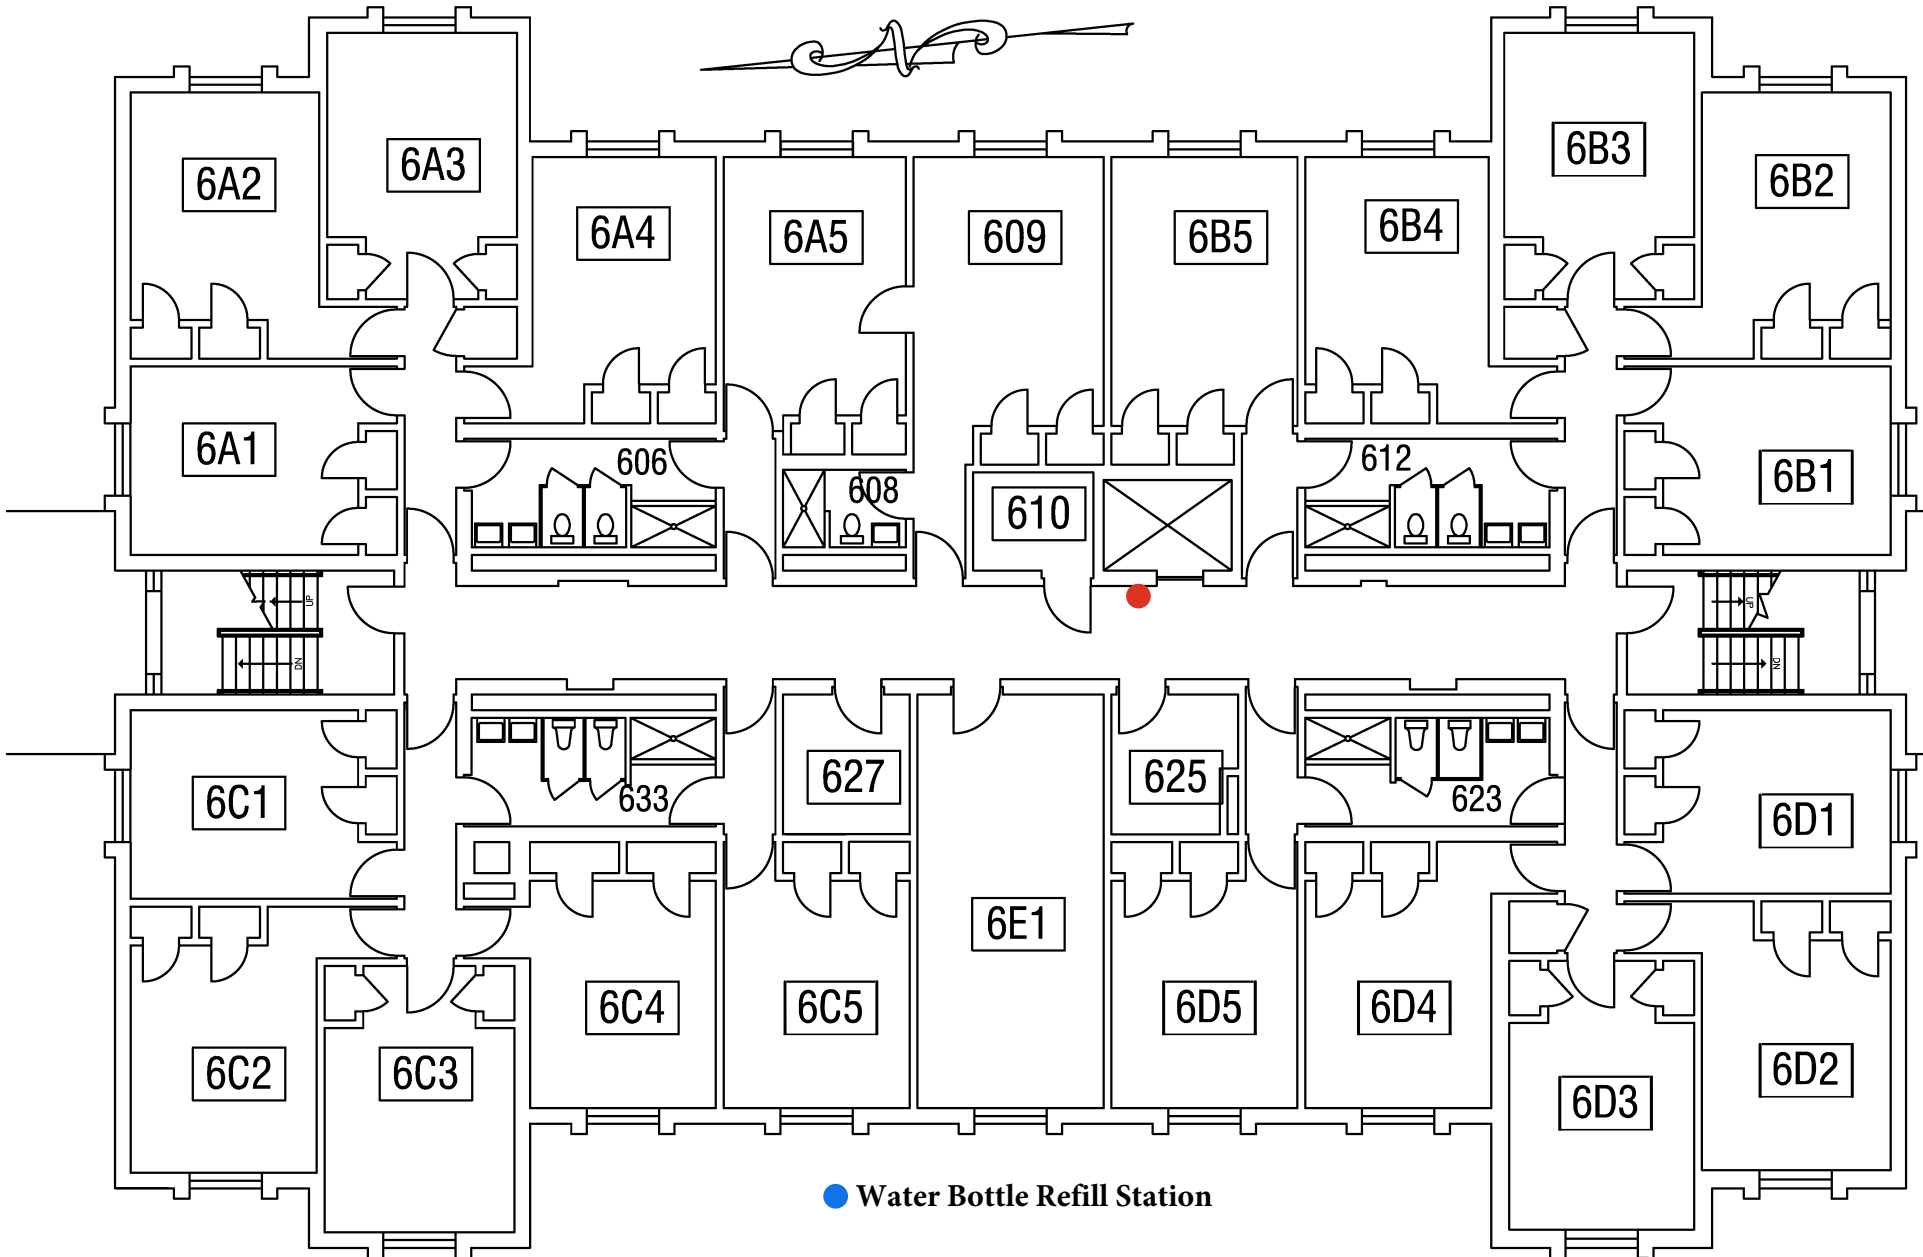 N
6A3
6B3
6A2
6B2
6A4
6A5
609
6B5
6B4
6A1
606
608
612
6B1
610
UP
UP
DN
DN
6C1
633
627
625
623
6D1
6E1
6C4
6C5
6D5
6D4
6C2
6C3
6D3
6D2
Water Bottle Refill Station